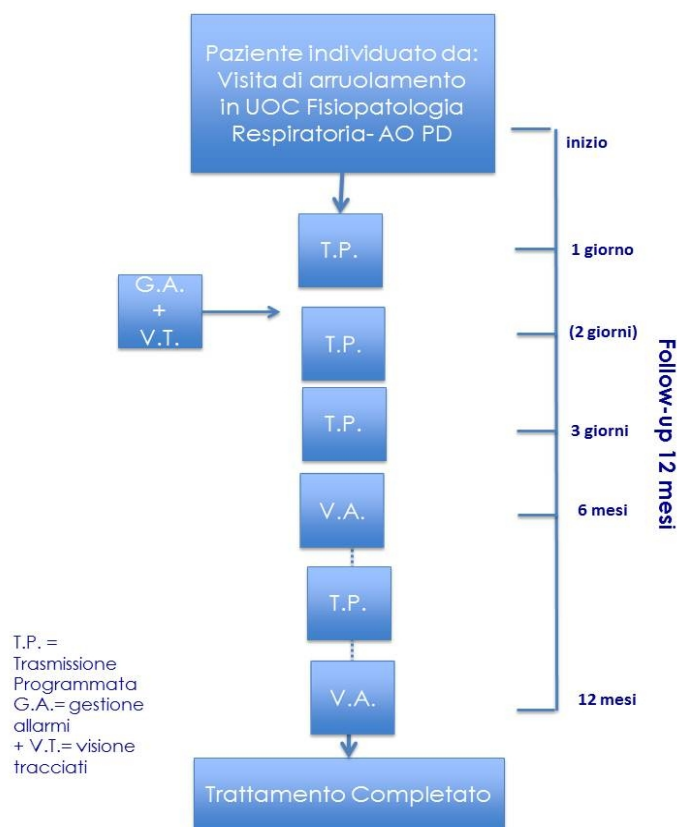 Paziente individuato da:
Visita di arruolamento
in UOC Fisiopatologia
Respiratoria- AO PD
inizio
T.P.
1 giorno
G.A.
+
V.T.
T.P.
(2 giorni)
T.P.
3 giorni
V.A.
6 mesi
T.P.
V.A.
12 mesi
Follow-up 12 mesi
T.P. =
Trasmissione
Programmata
G.A.= gestione
allarmi
+ V.T.= visione
tracciati
Trattamento Completato